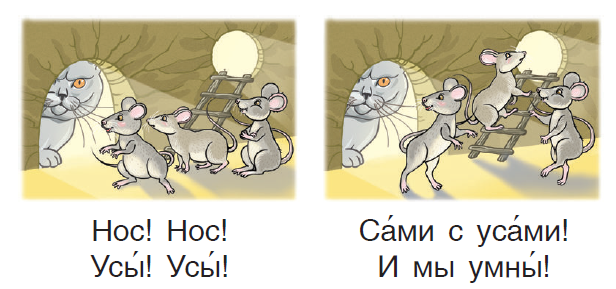 Нос! Нос!
Усы́! Усы́!
Са́ми с уса́ми!
И мы умны́!